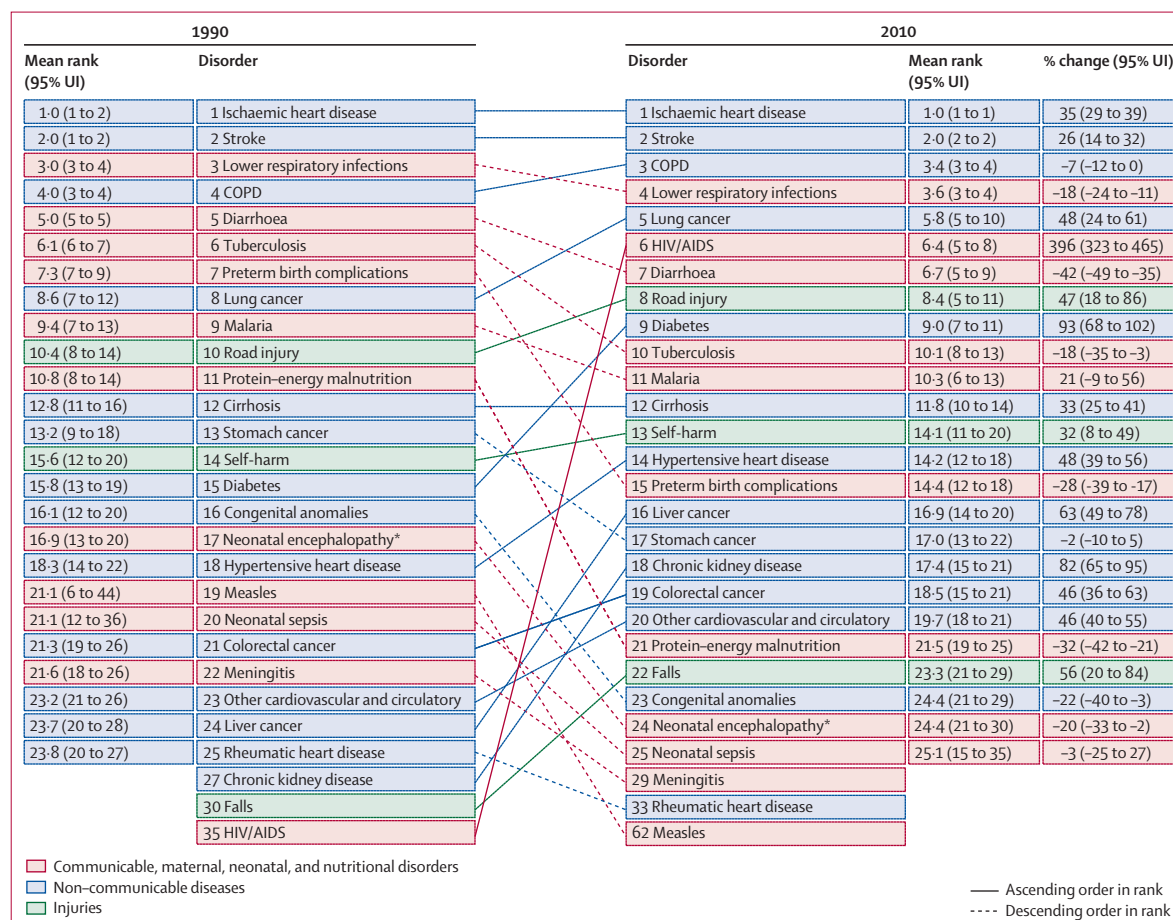 1990 2010
Mean rank (95% UI) Disorder Disorder Mean rank (95% UI) % change (95% UI)
1·0 (1 to 2) 1 Ischaemic heart disease 1 Ischaemic heart disease 1·0 (1 to 1) 35 (29 to 39)
2·0 (1 to 2) 2 Stroke 2 Stroke 2·0 (2 to 2) 26 (14 to 32)
3·0 (3 to 4) 3 Lower respiratory infections 3 COPD 3·4 (3 to 4) –7 (–12 to 0)
4·0 (3 to 4) 4 COPD 4 Lower respiratory infections 3·6 (3 to 4) –18 (–24 to –11)
5·0 (5 to 5) 5 Diarrhoea 5 Lung cancer 5·8 (5 to 10) 48 (24 to 61)
6·1 (6 to 7) 6 Tuberculosis 6 HIV/AIDS 6·4 (5 to 8) 396 (323 to 465)
7·3 (7 to 9) 7 Preterm birth complications 7 Diarrhoea 6·7 (5 to 9) –42 (–49 to –35)
8·6 (7 to 12) 8 Lung cancer 8 Road injury 8·4 (5 to 11) 47 (18 to 86)
9·4 (7 to 13) 9 Malaria 9 Diabetes 9·0 (7 to 11) 93 (68 to 102)
10·4 (8 to 14) 10 Road injury 10 Tuberculosis 10·1 (8 to 13) –18 (–35 to –3)
10·8 (8 to 14) 11 Protein–energy malnutrition 11 Malaria 10·3 (6 to 13) 21 (–9 to 56)
12·8 (11 to 16) 12 Cirrhosis 12 Cirrhosis 11·8 (10 to 14) 33 (25 to 41)
13·2 (9 to 18) 13 Stomach cancer 13 Self-harm 14·1 (11 to 20) 32 (8 to 49)
15·6 (12 to 20) 14 Self-harm 14 Hypertensive heart disease 14·2 (12 to 18) 48 (39 to 56)
15·8 (13 to 19) 15 Diabetes 15 Preterm birth complications 14·4 (12 to 18) –28 (-39 to -17)
16·1 (12 to 20) 16 Congenital anomalies 16 Liver cancer 16·9 (14 to 20) 63 (49 to 78)
16·9 (13 to 20) 17 Neonatal encephalopathy* 17 Stomach cancer 17·0 (13 to 22) –2 (–10 to 5)
18·3 (14 to 22) 18 Hypertensive heart disease 18 Chronic kidney disease 17·4 (15 to 21) 82 (65 to 95)
21·1 (6 to 44) 19 Measles 19 Colorectal cancer 18·5 (15 to 21) 46 (36 to 63)
21·1 (12 to 36) 20 Neonatal sepsis 20 Other cardiovascular and circulatory 19·7 (18 to 21) 46 (40 to 55)
21·3 (19 to 26) 21 Colorectal cancer 21 Protein–energy malnutrition 21·5 (19 to 25) –32 (–42 to –21)
21·6 (18 to 26) 22 Meningitis 22 Falls 23·3 (21 to 29) 56 (20 to 84)
23·2 (21 to 26) 23 Other cardiovascular and circulatory 23 Congenital anomalies 24·4 (21 to 29) –22 (–40 to –3)
23·7 (20 to 28) 24 Liver cancer 24 Neonatal encephalopathy* 24·4 (21 to 30) –20 (–33 to –2)
23·8 (20 to 27) 25 Rheumatic heart disease 25 Neonatal sepsis 25·1 (15 to 35) –3 (–25 to 27)
27 Chronic kidney disease 29 Meningitis
30 Falls 33 Rheumatic heart disease
35 HIV/AIDS 62 Measles
Communicable, maternal, neonatal, and nutritional disorders
Non–communicable diseases
Injuries
Ascending order in rank
Descending order in rank